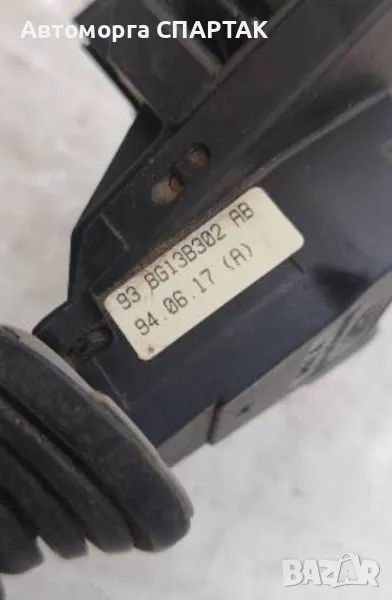 Автоморга СПАРТАК
93 BG13B302 AB
94.06.17 (A)
bazar